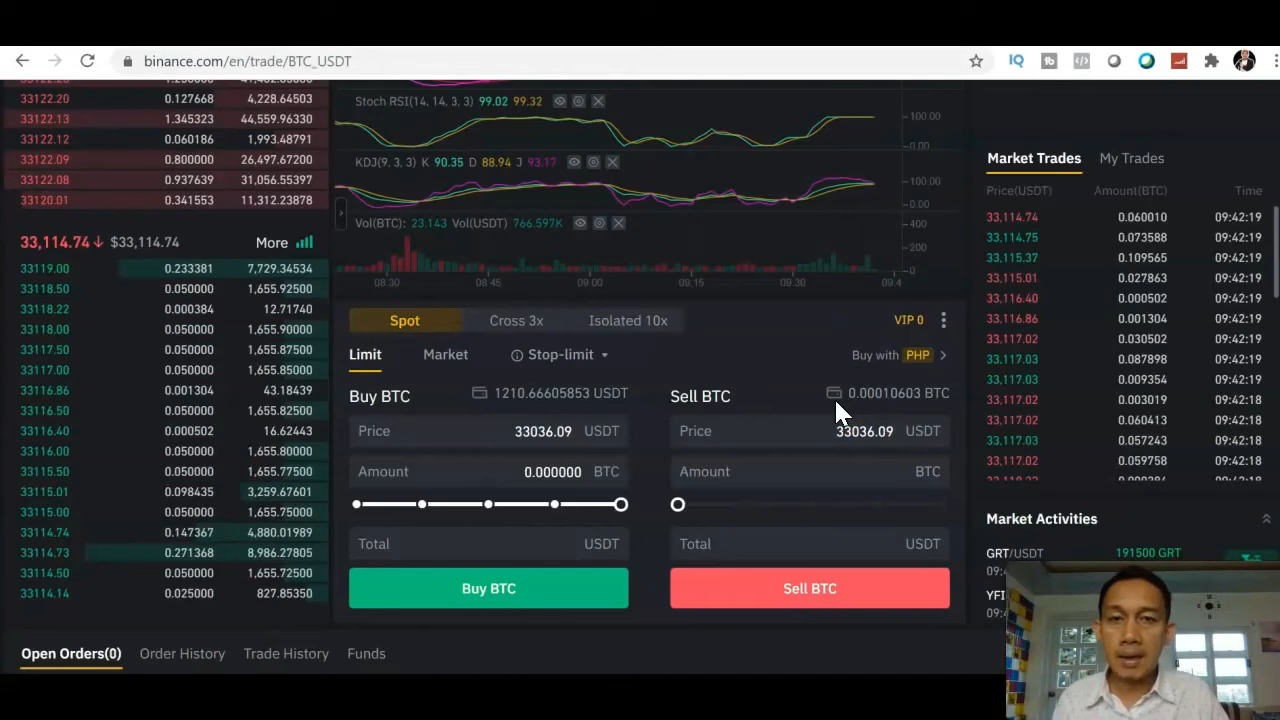 binance.com/en/trade/BTC_USDT
33122.20 0.127668 4,228.64503
33122.13 1.345323 44,559.96330
33122.12 0.060186 1,993.48791
33122.09 0.800000 26,497.67200
33122.08 0.937639 31,056.55397
33120.01 0.341553 11,312.23878
33,114.74↓ $33,114.74 More
33119.00 0.233381 7,729.34534
33118.50 0.050000 1,655.92500
33118.22 0.000384 12.71740
33118.00 0.050000 1,655.90000
33117.50 0.050000 1,655.87500
33117.00 0.050000 1,655.85000
33116.86 0.001304 43.18439
33116.50 0.050000 1,655.82500
33116.40 0.000502 16.62443
33116.00 0.050000 1,655.80000
33115.50 0.050000 1,655.77500
33115.01 0.098435 3,259.67601
33115.00 0.050000 1,655.75000
33114.74 0.147367 4,880.01989
33114.73 0.271368 8,986.27805
33114.50 0.050000 1,655.72500
33114.14 0.025000 827.85350
Stoch RSI(14, 14, 3, 3) 99.02 99.32
100.00
0.00
KDJ(9, 3, 3) K 90.35 D 88.94 J 93.17
100.00
0.00
Vol(BTC): 23.143 Vol(USDT) 766.597K
400
200
0
08:30 08:45 09:00 09:15 09:30 09:4
Spot Cross 3x Isolated 10x VIP 0
Limit Market Stop-limit Buy with PHP
Buy BTC 1210.66605853 USDT
Price 33036.09 USDT
Amount 0.000000 BTC
Total USDT
Buy BTC
Sell BTC 0.00010603 BTC
Price 33036.09 USDT
Amount BTC
Total USDT
Sell BTC
Market Trades My Trades
Price(USDT) Amount(BTC) Time
33,114.74 0.060010 09:42:19
33,114.75 0.073588 09:42:19
33,115.37 0.109565 09:42:19
33,115.01 0.027863 09:42:19
33,116.40 0.000502 09:42:19
33,116.86 0.001304 09:42:19
33,117.02 0.030502 09:42:19
33,117.03 0.087898 09:42:19
33,117.03 0.009354 09:42:19
33,117.02 0.003019 09:42:19
33,117.02 0.060413 09:42:18
33,117.03 0.057243 09:42:18
33,117.02 0.059758 09:42:18
Market Activities
GRT/USDT 191500 GRT
09:4
YFI
09:4
Open Orders(0) Order History Trade History Funds